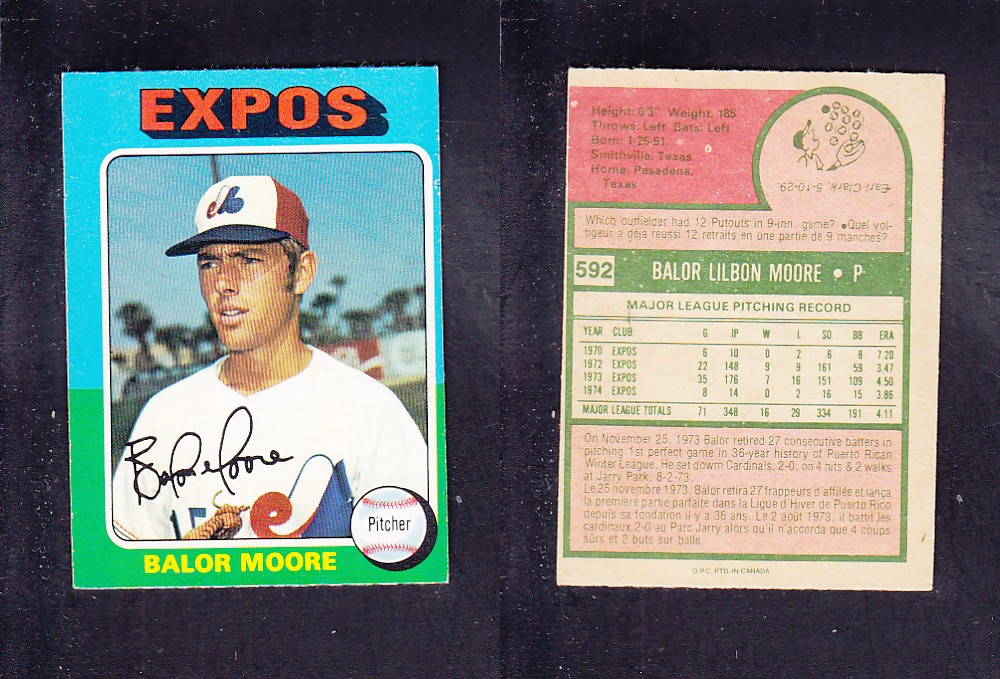 EXPOS
Balor Moore
15
Pitcher
BALOR MOORE
Height: 6'3" Weight: 185
Throws: Left Bats: Left
Born: 1-25-51
Smithville, Texas
Home: Pasadena,
Texas
Earl Clark, 5-10-29.
Which outfielder had 12 Putouts in 9-inn. game? ●Quel vol-
tigeur a déja reussi 12 retraits en une partie de 9 manches?
592 BALOR LILBON MOORE • P
MAJOR LEAGUE PITCHING RECORD
YEAR CLUB G IP W L SO BB ERA
1970 EXPOS 6 10 0 2 6 8 7.20
1972 EXPOS 22 148 9 9 161 59 3.47
1973 EXPOS 35 176 7 16 151 109 4.50
1974 EXPOS 8 14 0 2 16 15 3.86
MAJOR LEAGUE TOTALS 71 348 16 29 334 191 4.11
On November 25, 1973 Balor retired 27 consecutive batters in
pitching 1st perfect game in 36-year history of Puerto Rican
Winter League. He set dowm Cardinals, 2-0, on 4 hits & 2 walks
at Jarry Park, 8-2-73.
Le 25 novembre 1973, Balor retira 27 frappeurs d'affilée et lança
la première partie parfaite dans la Ligue d'Hiver de Puerto Rico
depuis sa fondation il y a 36 ans. Le 2 août 1973, il battit les
cardinaux 2-0 au Parc Jarry alors qu'il n'accorda que 4 coups
sûrs et 2 buts sur balle.
O.P.C. PTD. IN CANADA